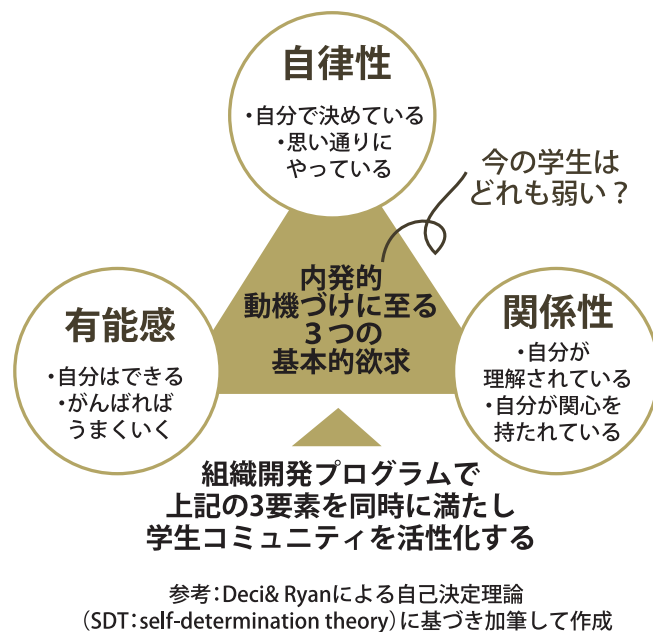 自律性
・自分で決めている
・思い通りに
やっている
今の学生は
どれも弱い？
内発的
動機づけに至る
３つの
基本的欲求
有能感
・自分はできる
・がんばれば
うまくいく
関係性
・自分が
理解されている
・自分が関心を
持たれている
組織開発プログラムで
上記の3要素を同時に満たし
学生コミュニティを活性化する
参考：Deci& Ryanによる自己決定理論
（SDT：self-determination theory）に基づき加筆して作成